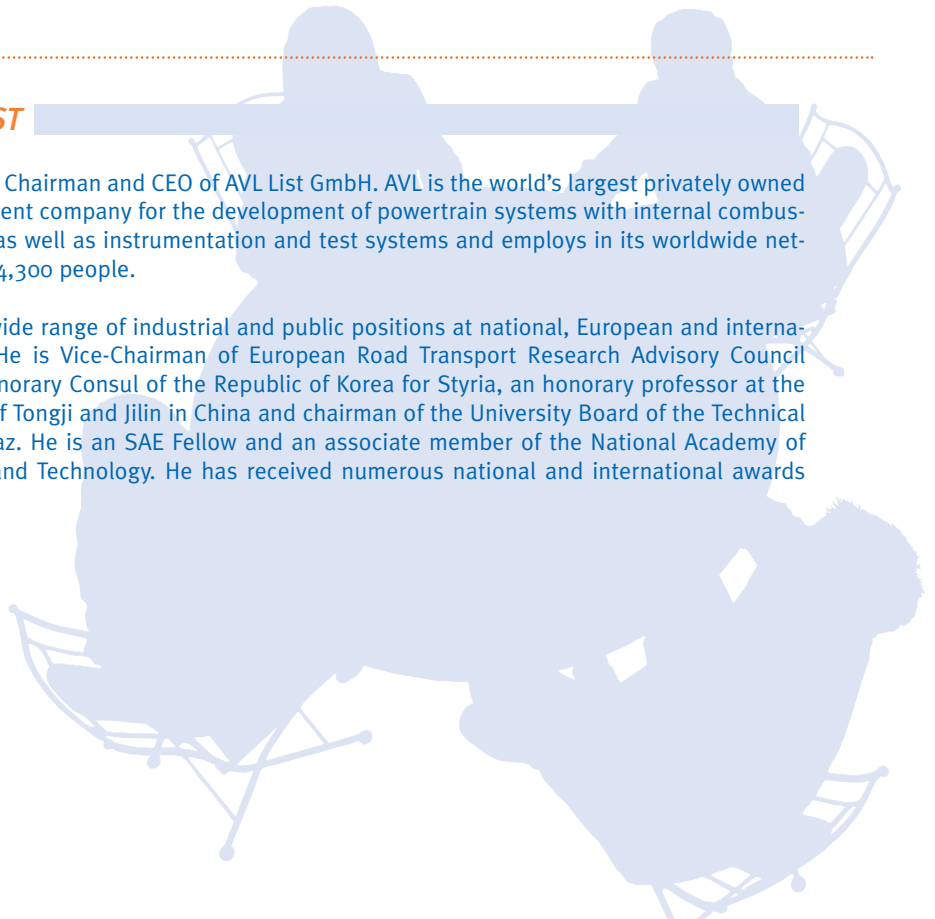 ST
Chairman and CEO of AVL List GmbH. AVL is the world’s largest privately owned
ent company for the development of powertrain systems with internal combus-
as well as instrumentation and test systems and employs in its worldwide net-
4,300 people.
wide range of industrial and public positions at national, European and interna-
He is Vice-Chairman of European Road Transport Research Advisory Council
norary Consul of the Republic of Korea for Styria, an honorary professor at the
f Tongji and Jilin in China and chairman of the University Board of the Technical
az. He is an SAE Fellow and an associate member of the National Academy of
and Technology. He has received numerous national and international awards